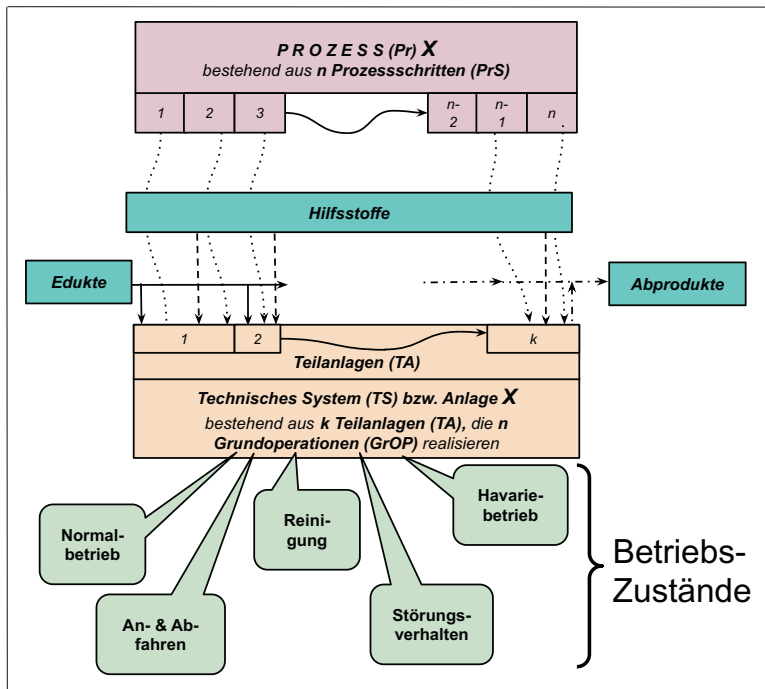 P R O Z E S S (Pr) X
bestehend aus n Prozessschritten (PrS)
1
2
3
n-
2
n-
1
n
Hilfsstoffe
Edukte
Abprodukte
1
2
k
Teilanlagen (TA)
Technisches System (TS) bzw. Anlage X
bestehend aus k Teilanlagen (TA), die n
Grundoperationen (GrOP) realisieren
Normal-
betrieb
An- & Ab-
fahren
Reini-
gung
Störungs-
verhalten
Havarie-
betrieb
Betriebs-
Zustände